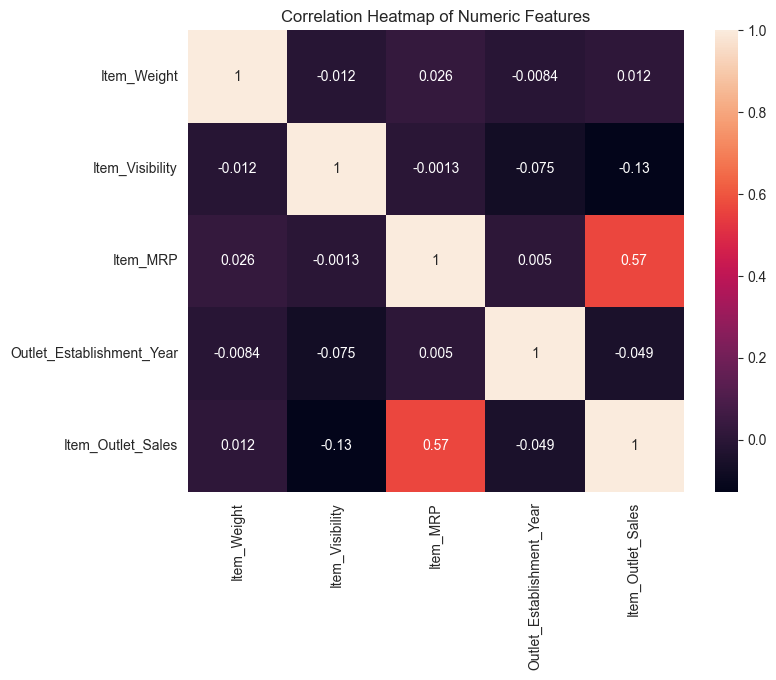 Correlation Heatmap of Numeric Features
Item_Weight 1 -0.012 0.026 -0.0084 0.012
Item_Visibility -0.012 1 -0.0013 -0.075 -0.13
Item_MRP 0.026 -0.0013 1 0.005 0.57
Outlet_Establishment_Year -0.0084 -0.075 0.005 1 -0.049
Item_Outlet_Sales 0.012 -0.13 0.57 -0.049 1
Item_Weight
Item_Visibility
Item_MRP
Outlet_Establishment_Year
Item_Outlet_Sales
1.0
0.8
0.6
0.4
0.2
0.0